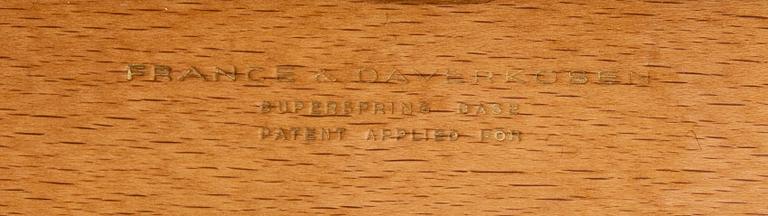 FRANCE & DAVERKOSEN
SUPERSPRING BASE
PATENT APPLIED FOR